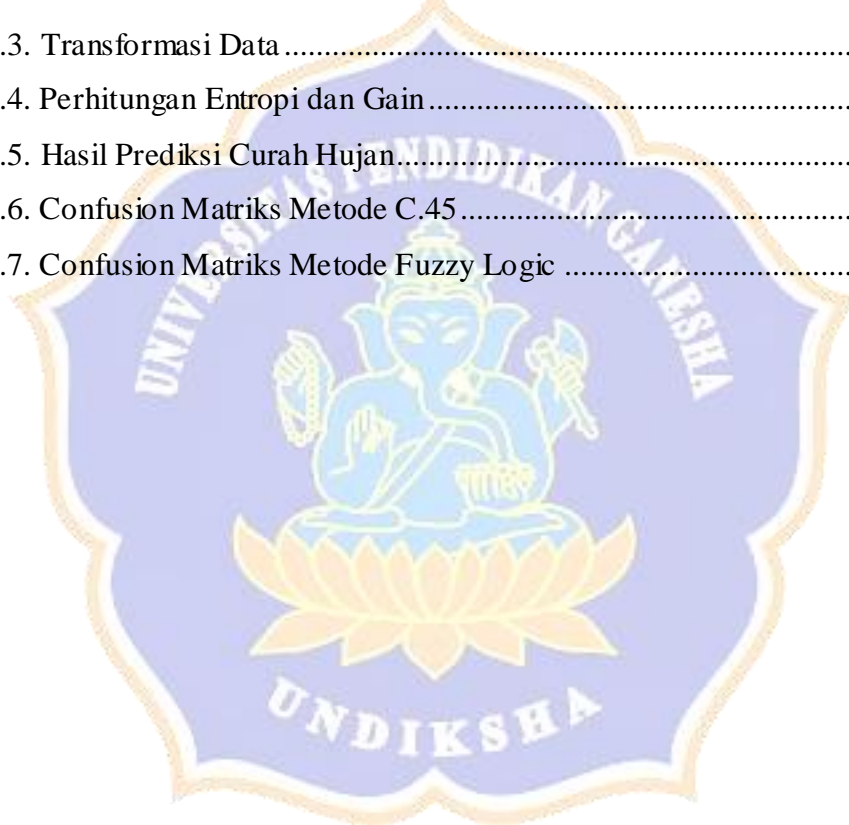 .3. Transformasi Data ...........................................................................
.4. Perhitungan Entropi dan Gain .........................................................
.5. Hasil Prediksi Curah Hujan.............................................................
.6. Confusion Matriks Metode C.45 ....................................................
.7. Confusion Matriks Metode Fuzzy Logic .......................................
UNIVERSITAS PENDIDIKAN GANESHA
UNDIKSHA